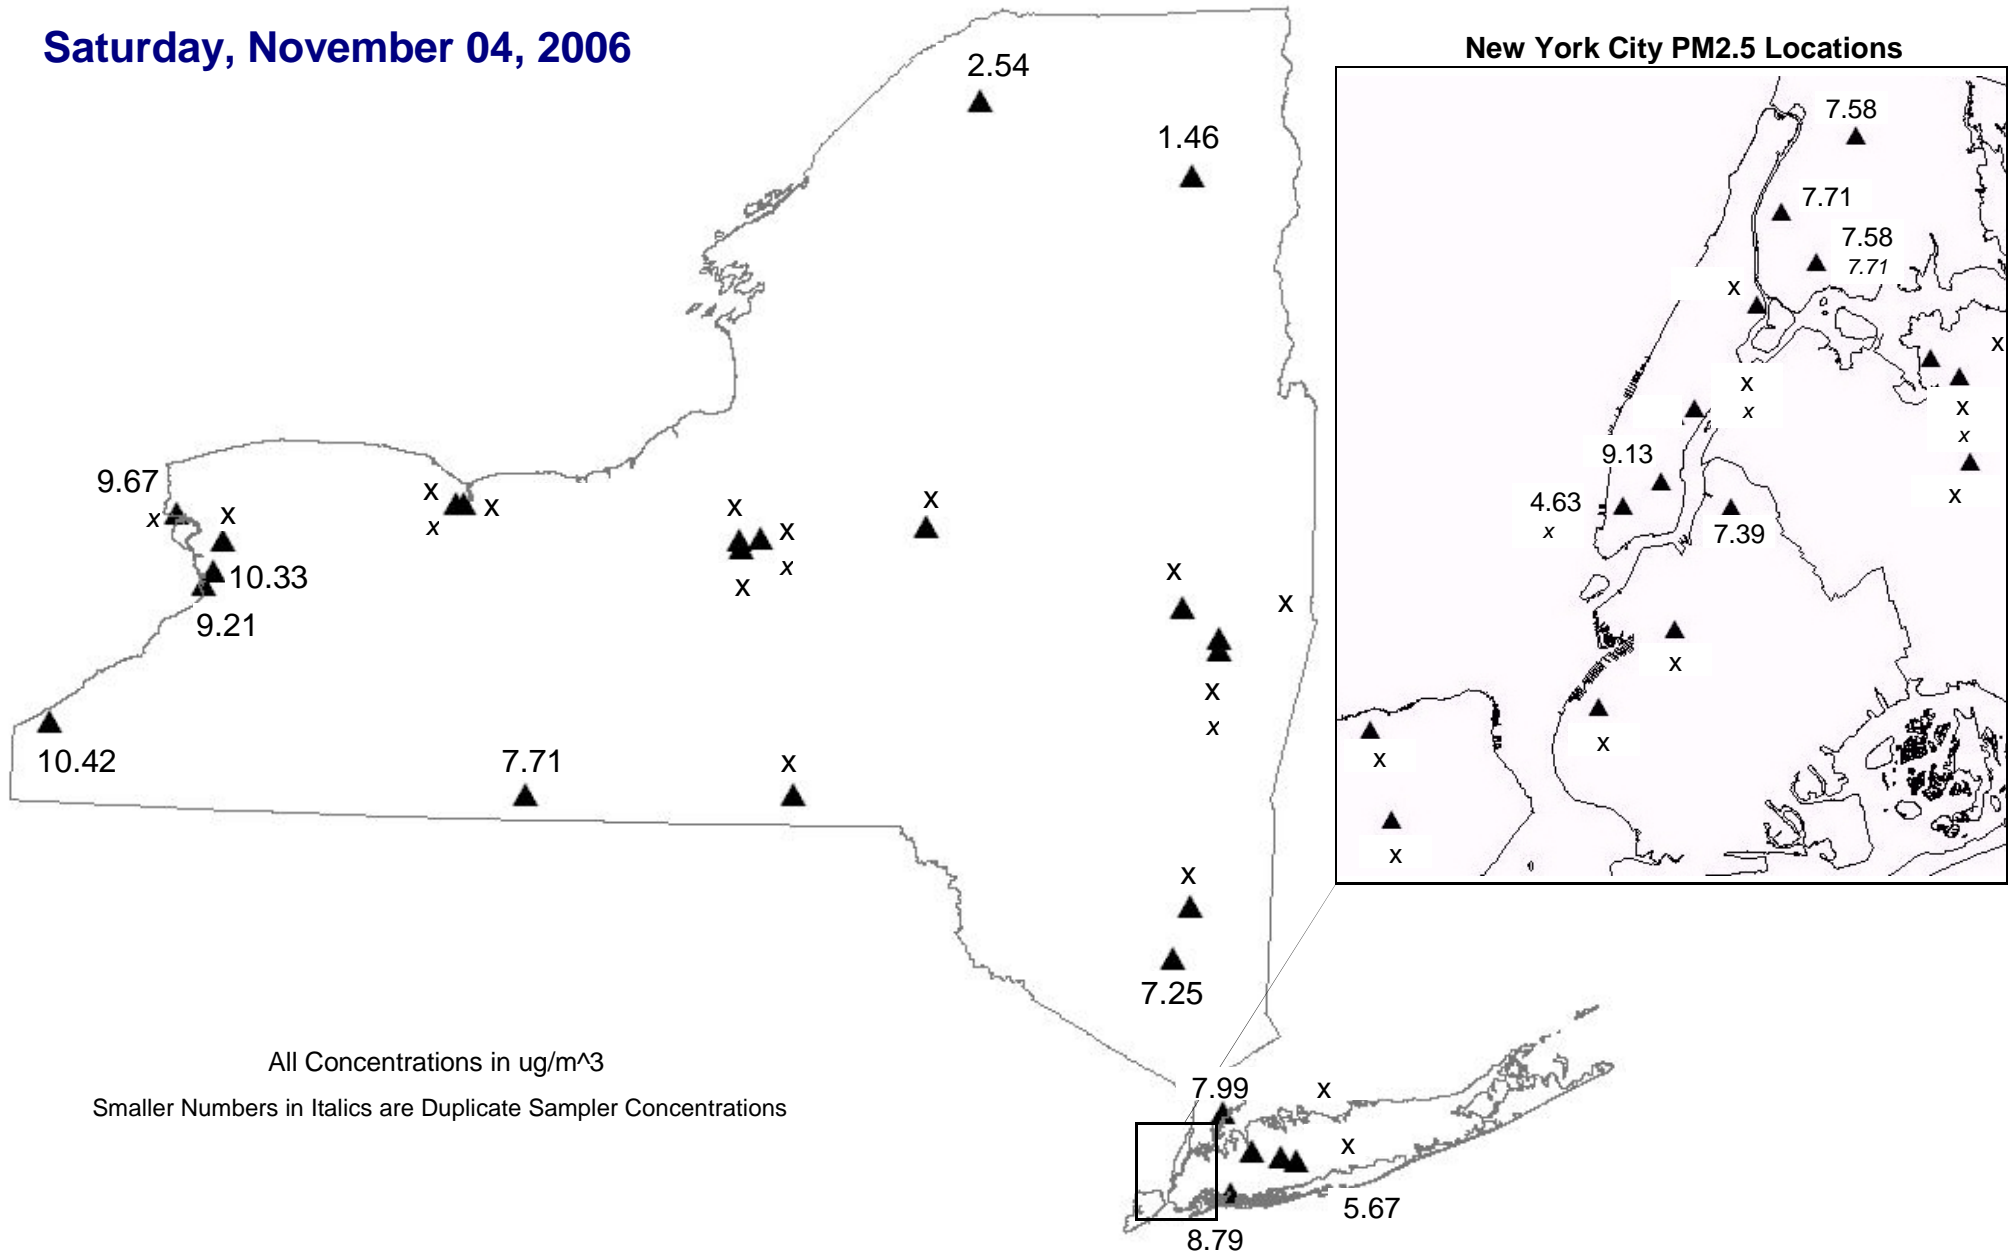 Saturday, November 04, 2006
New York City PM2.5 Locations
2.54
1.46
9.67
x
x
10.33
9.21
10.42
x
x
x
x
x
x
x
x
x
x
x
x
x
7.71
x
x
7.25
7.99
x
x
5.67
8.79
7.58
7.71
7.58
7.71
x
x
x
x
x
x
x
9.13
4.63
x
7.39
x
x
x
x
All Concentrations in ug/m^3
Smaller Numbers in Italics are Duplicate Sampler Concentrations